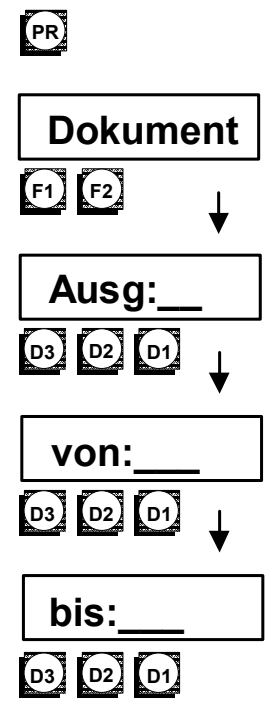 PR
Dokument
F1 F2
Ausg:__
D3 D2 D1
von:___
D3 D2 D1
bis:___
D3 D2 D1